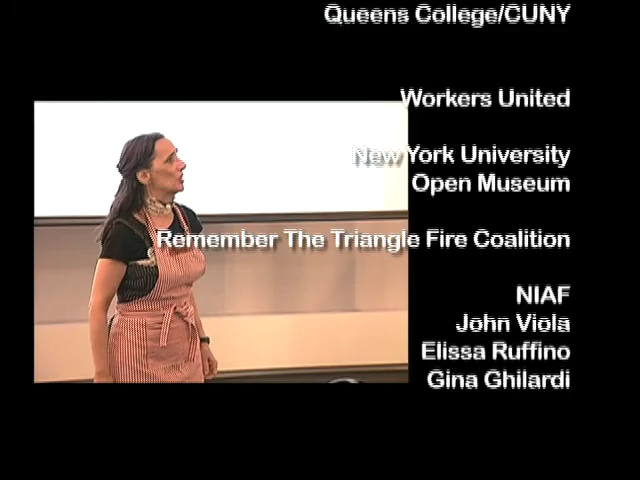 Queens College/CUNY
Workers United
New York University
Open Museum
Remember The Triangle Fire Coalition
NIAF
John Viola
Elissa Ruffino
Gina Ghilardi